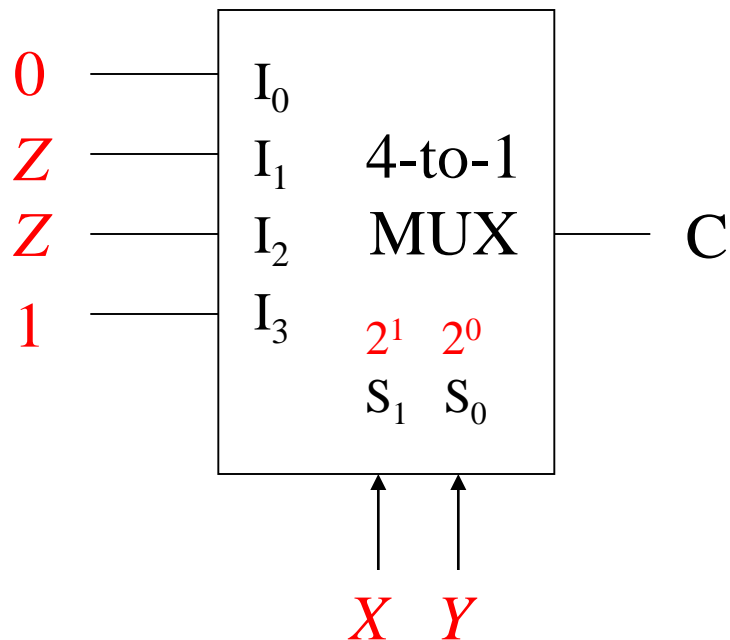 0 I₀
Z I₁ 4-to-1
Z I₂ MUX C
1 I₃ 2¹ 2⁰
S₁ S₀
X Y